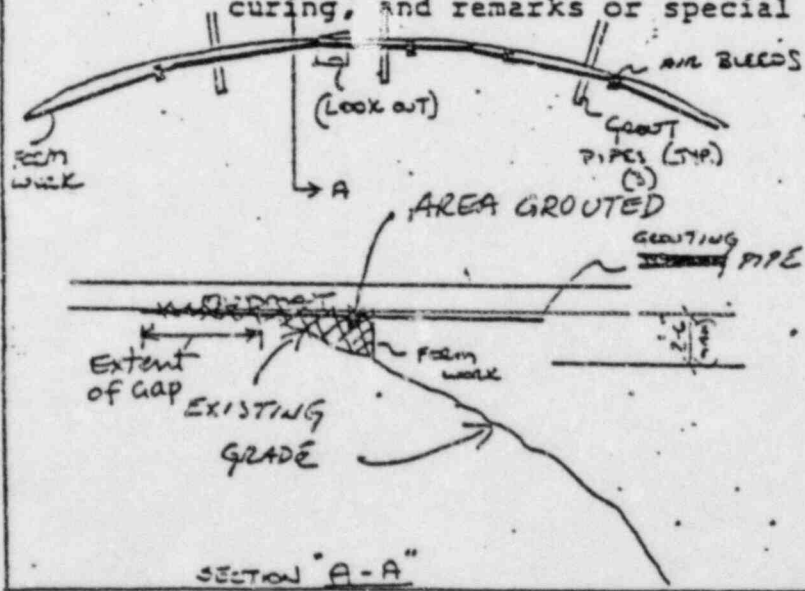 curing, and remarks or special
AIR BLEEDS
(LOOK OUT)
GROUT
PIPES (TYP.)
(3)
FORM
WORK
A
AREA GROUTED
GROUTING
PIPE
Extent
of Gap
FORM
WORK
EXISTING
GRADE
SECTION "A-A"